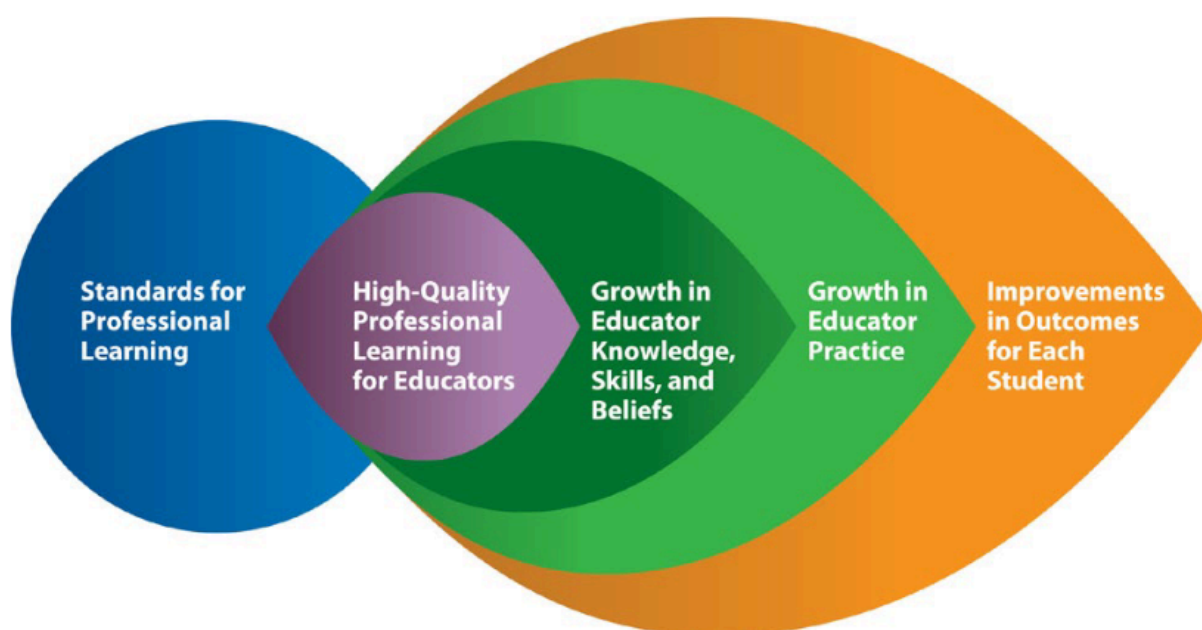 Standards for
Professional
Learning
High-Quality
Professional
Learning
for Educators
Growth in
Educator
Knowledge,
Skills, and
Beliefs
Growth in
Educator
Practice
Improvements
in Outcomes
for Each
Student